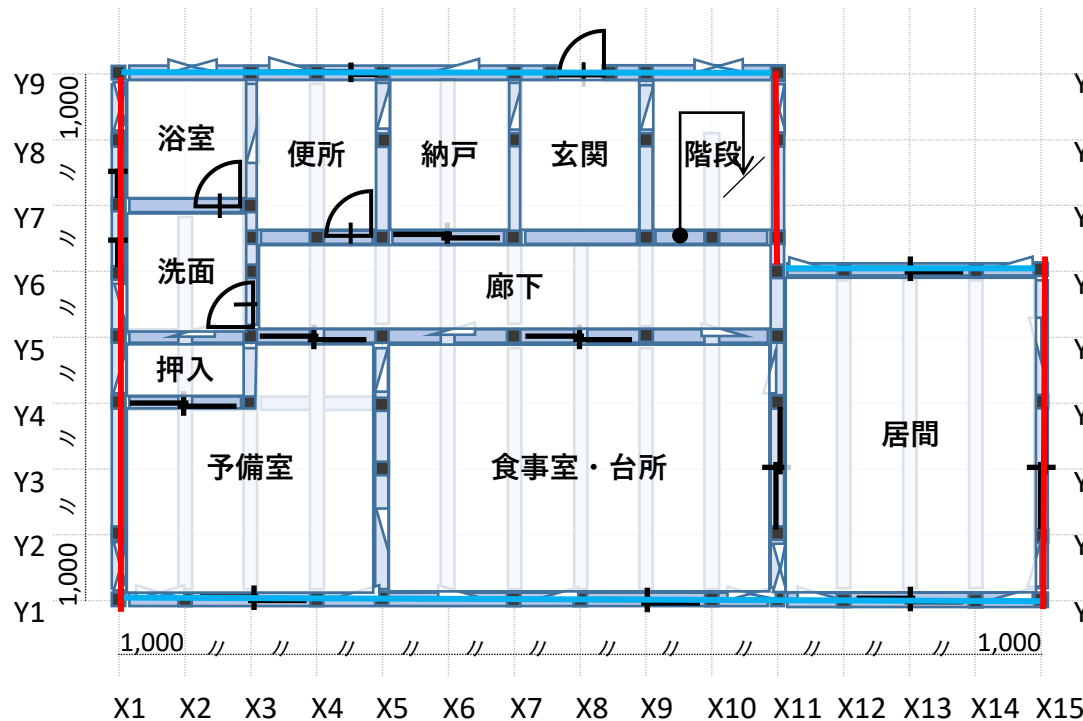 Y9
1,000
Y
浴室
便所
納戸
玄関
階段
Y8
Y
〃
Y7
Y
〃
洗面
廊下
Y6
Y
〃
Y5
Y
押入
〃
Y4
Y
居間
予備室
食事室・台所
〃
Y3
Y
〃
Y2
Y
1,000
Y1
Y
1,000 〃 〃 〃 〃 〃 〃 〃 〃 〃 〃 〃 〃 1,000
X1 X2 X3 X4 X5 X6 X7 X8 X9 X10 X11 X12 X13 X14 X15